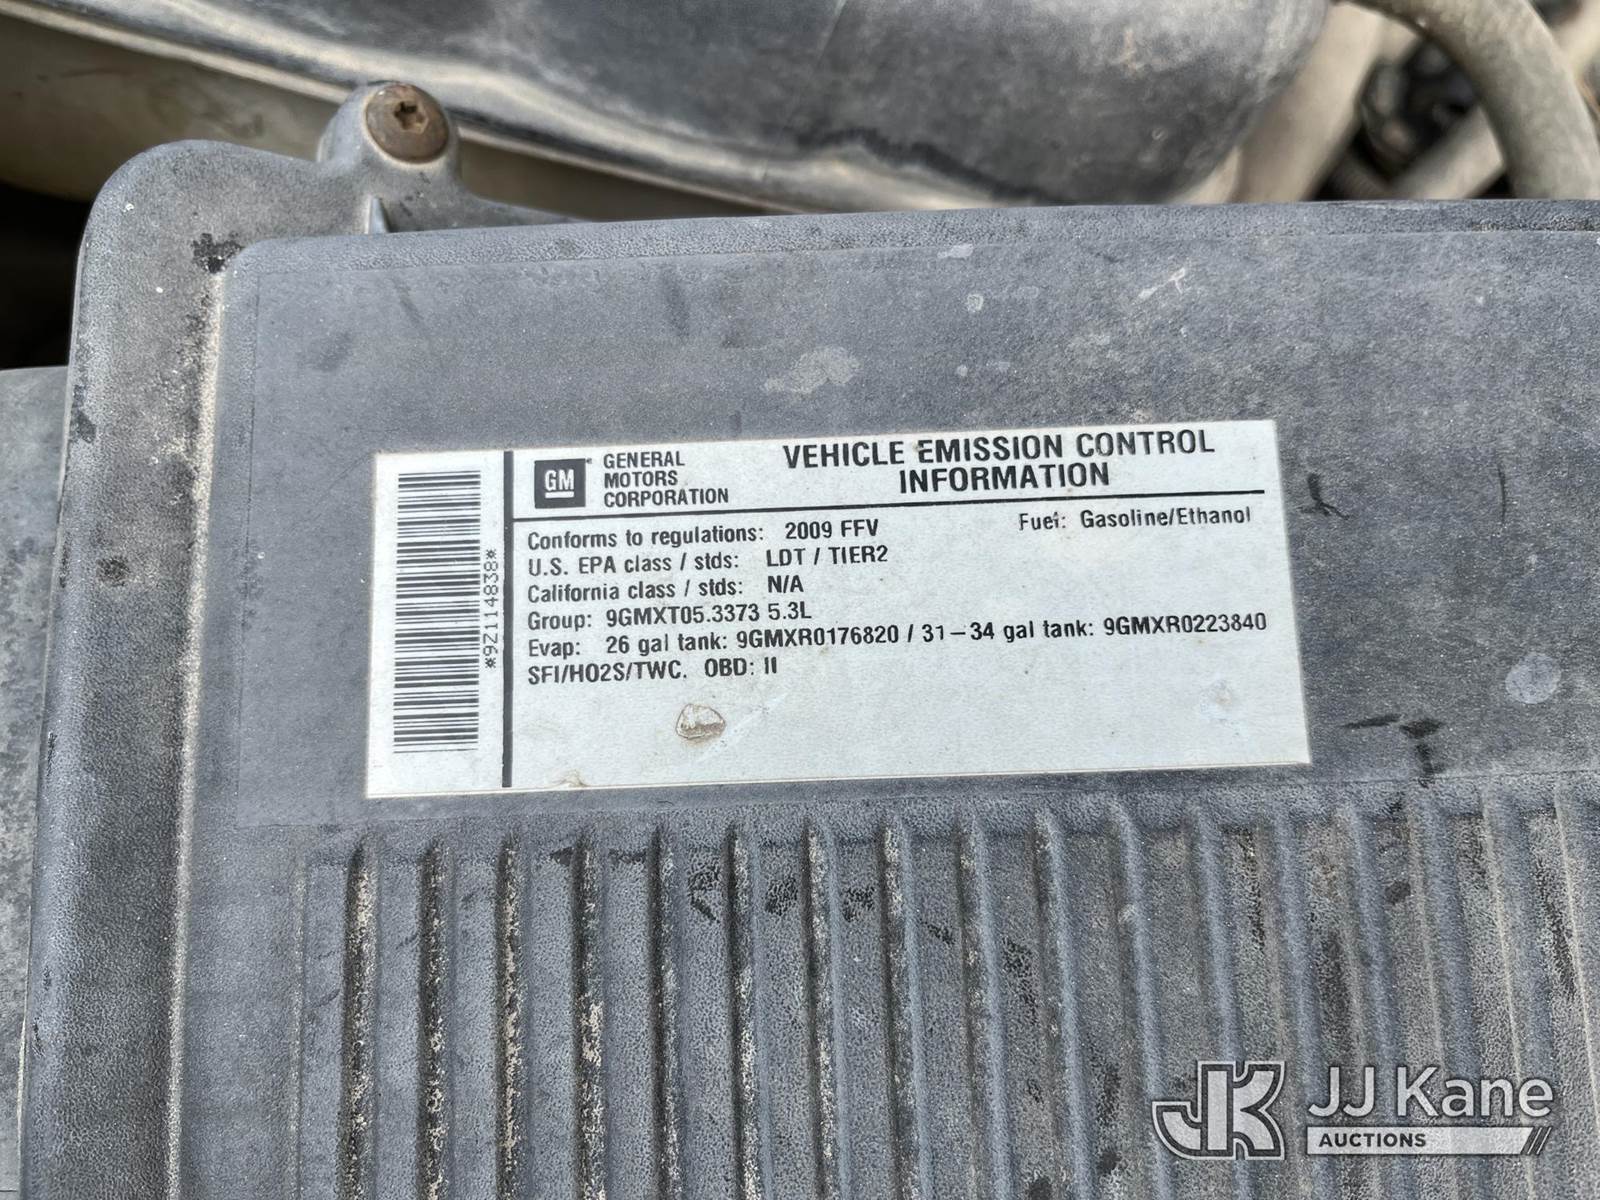 GM
GENERAL
MOTORS
CORPORATION
VEHICLE EMISSION CONTROL
INFORMATION
Conforms to regulations: 2009 FFV
Fuel: Gasoline/Ethanol
U.S. EPA class / stds: LDT / TIER2
California class / stds: N/A
Group: 9GMXT05.3373 5.3L
Evap: 26 gal tank: 9GMXR0176820 / 31-34 gal tank: 9GMXR0223840
SFI/HO2S/TWC. OBD: II
*9Z1114838*
JK
JJ Kane
AUCTIONS